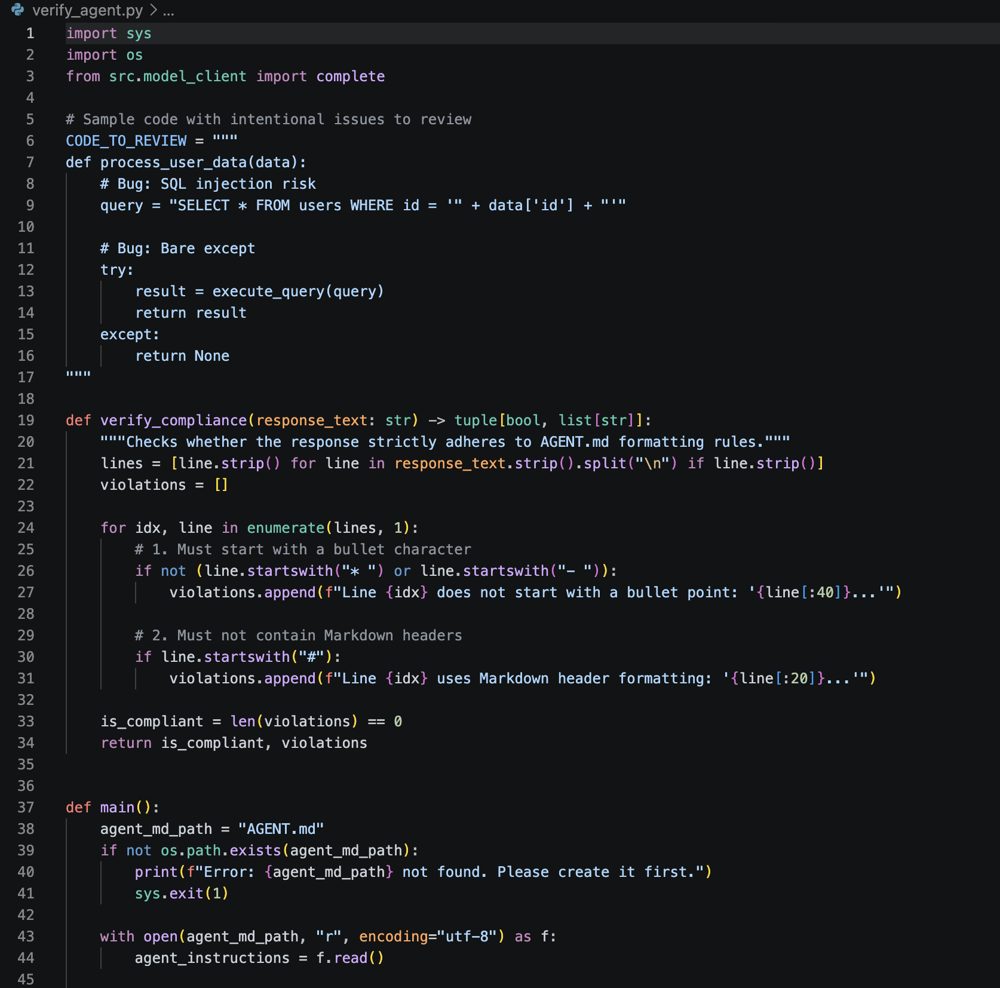 verify_agent.py > ...
1 import sys
2 import os
3 from src.model_client import complete
4
5 # Sample code with intentional issues to review
6 CODE_TO_REVIEW = """
7 def process_user_data(data):
8     # Bug: SQL injection risk
9     query = "SELECT * FROM users WHERE id = '" + data['id'] + "'"
10
11     # Bug: Bare except
12     try:
13         result = execute_query(query)
14         return result
15     except:
16         return None
17 """
18
19 def verify_compliance(response_text: str) -> tuple[bool, list[str]]:
20     """Checks whether the response strictly adheres to AGENT.md formatting rules."""
21     lines = [line.strip() for line in response_text.strip().split("\n") if line.strip()]
22     violations = []
23
24     for idx, line in enumerate(lines, 1):
25         # 1. Must start with a bullet character
26         if not (line.startswith("* ") or line.startswith("- ")):
27             violations.append(f"Line {idx} does not start with a bullet point: '{line[:40]}...'")
28
29         # 2. Must not contain Markdown headers
30         if line.startswith("#"):
31             violations.append(f"Line {idx} uses Markdown header formatting: '{line[:20]}...'")
32
33     is_compliant = len(violations) == 0
34     return is_compliant, violations
35
36
37 def main():
38     agent_md_path = "AGENT.md"
39     if not os.path.exists(agent_md_path):
40         print(f"Error: {agent_md_path} not found. Please create it first.")
41         sys.exit(1)
42
43     with open(agent_md_path, "r", encoding="utf-8") as f:
44         agent_instructions = f.read()
45